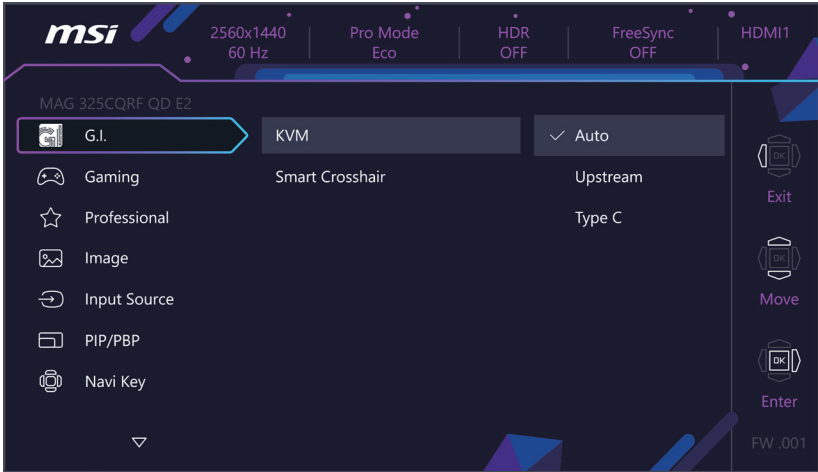 msi
2560x1440
60 Hz
Pro Mode
Eco
HDR
OFF
FreeSync
OFF
HDMI1
MAG 325CQRF QD E2
G.I.
Gaming
Professional
Image
Input Source
PIP/PBP
Navi Key
KVM
Smart Crosshair
Auto
Upstream
Type C
OK
Exit
OK
Move
OK
Enter
FW .001